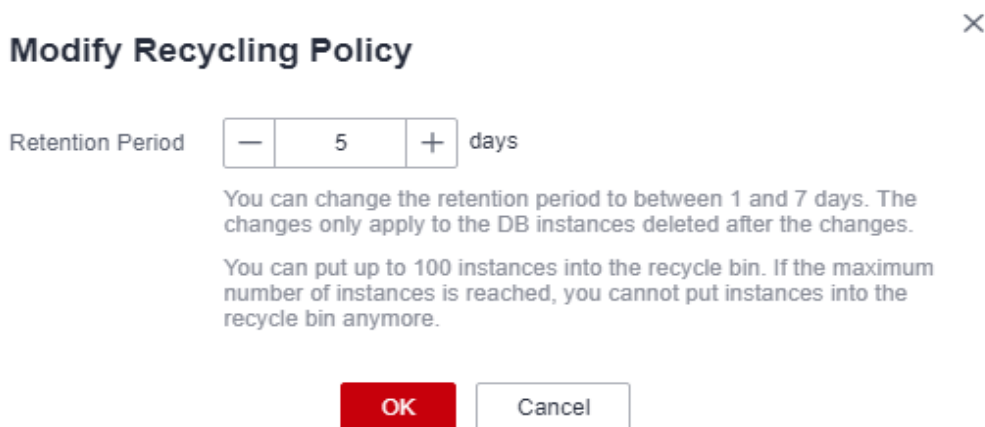 Modify Recycling Policy
Retention Period
5
days
You can change the retention period to between 1 and 7 days. The
changes only apply to the DB instances deleted after the changes.
You can put up to 100 instances into the recycle bin. If the maximum
number of instances is reached, you cannot put instances into the
recycle bin anymore.
OK
Cancel